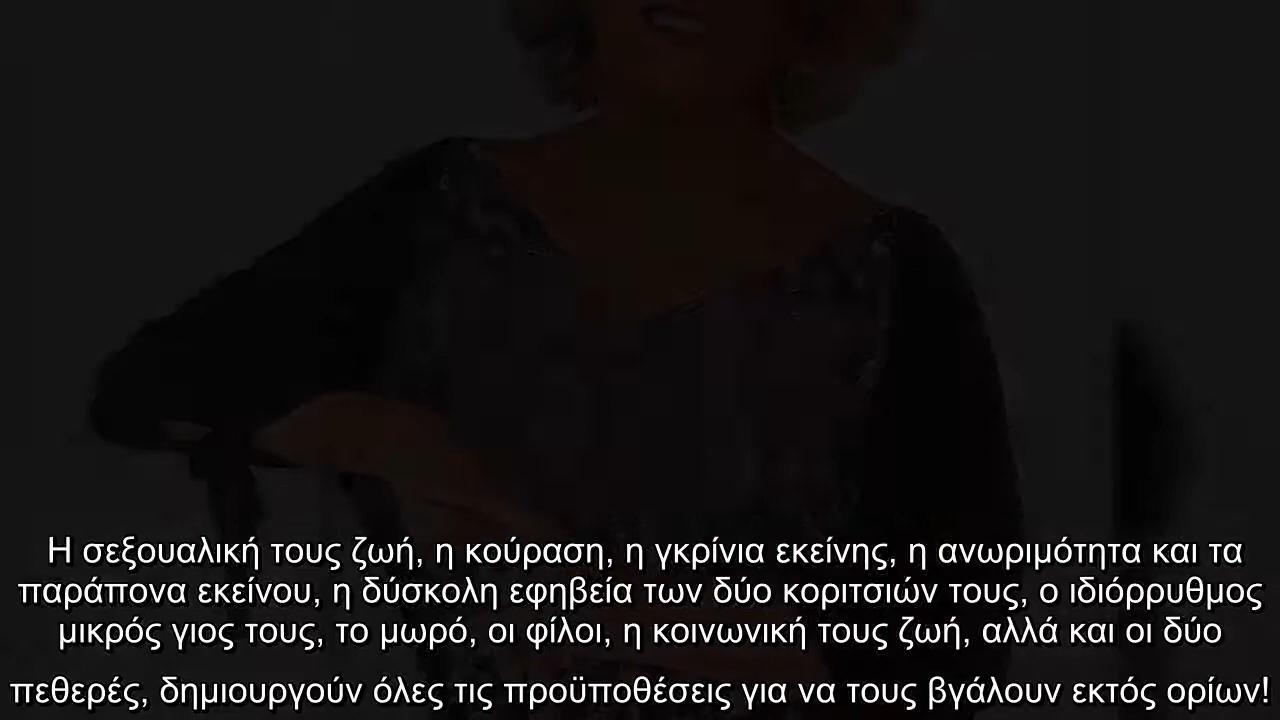 Η σεξουαλική τους ζωή, η κούραση, η γκρίνια εκείνης, η ανωριμότητα και τα
παράπονα εκείνου, η δύσκολη εφηβεία των δύο κοριτσιών τους, ο ιδιόρρυθμος
μικρός γιος τους, το μωρό, οι φίλοι, η κοινωνική τους ζωή, αλλά και οι δύο
πεθερές, δημιουργούν όλες τις προϋποθέσεις για να τους βγάλουν εκτός ορίων!